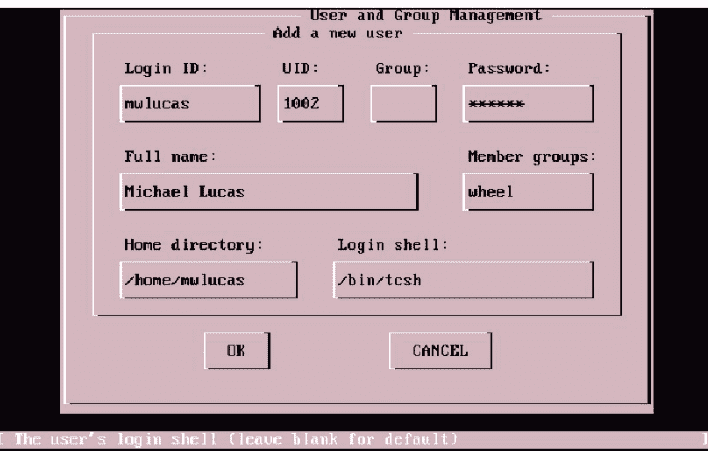 User and Group Management
Add a new user
Login ID: UID: Group: Password:
mwlucas 1002 ******
Full name: Member groups:
Michael Lucas wheel
Home directory: Login shell:
/home/mwlucas /bin/tcsh
OK CANCEL
[ The user's login shell (leave blank for default) ]